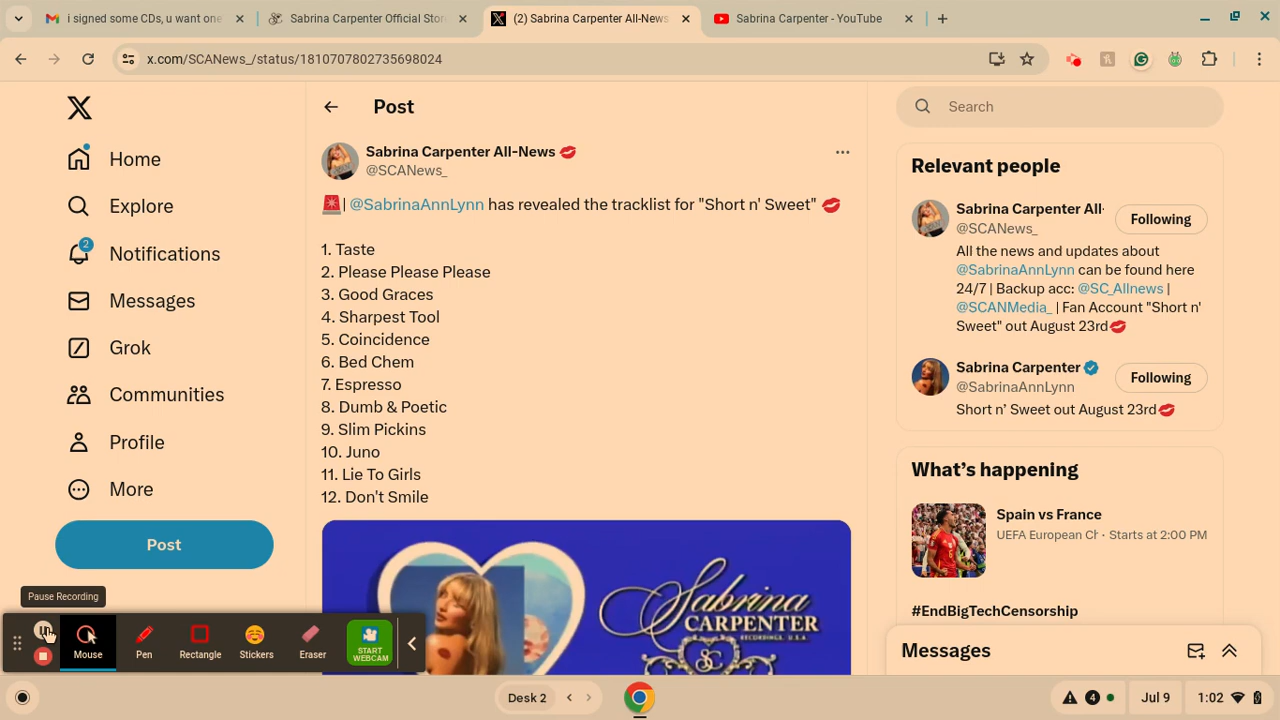 i signed some CDs, u want one
Sabrina Carpenter Official Stor
(2) Sabrina Carpenter All-News
Sabrina Carpenter - YouTube
x.com/SCANews_/status/1810707802735698024
Home
Explore
2
Notifications
Messages
Grok
Communities
Profile
More
Post
Post
Sabrina Carpenter All-News 💋
@SCANews_
🚨| @SabrinaAnnLynn has revealed the tracklist for "Short n' Sweet" 💋
1. Taste
2. Please Please Please
3. Good Graces
4. Sharpest Tool
5. Coincidence
6. Bed Chem
7. Espresso
8. Dumb & Poetic
9. Slim Pickins
10. Juno
11. Lie To Girls
12. Don't Smile
Sabrina
CARPENTER
RECORDINGS, U.S.A.
SC
Search
Relevant people
Sabrina Carpenter All-
@SCANews_
Following
All the news and updates about
@SabrinaAnnLynn can be found here
24/7 | Backup acc: @SC_Allnews |
@SCANMedia_ | Fan Account "Short n'
Sweet" out August 23rd💋
Sabrina Carpenter
@SabrinaAnnLynn
Following
Short n’ Sweet out August 23rd💋
What’s happening
Spain vs France
UEFA European Ch · Starts at 2:00 PM
#EndBigTechCensorship
Messages
Pause Recording
Mouse
Pen
Rectangle
Stickers
Eraser
START
WEBCAM
Desk 2
4
Jul 9
1:02